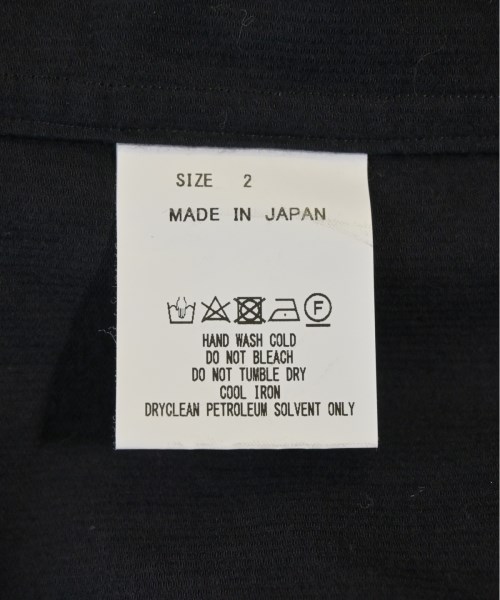 SIZE 2
MADE IN JAPAN
F
HAND WASH COLD
DO NOT BLEACH
DO NOT TUMBLE DRY
COOL IRON
DRYCLEAN PETROLEUM SOLVENT ONLY